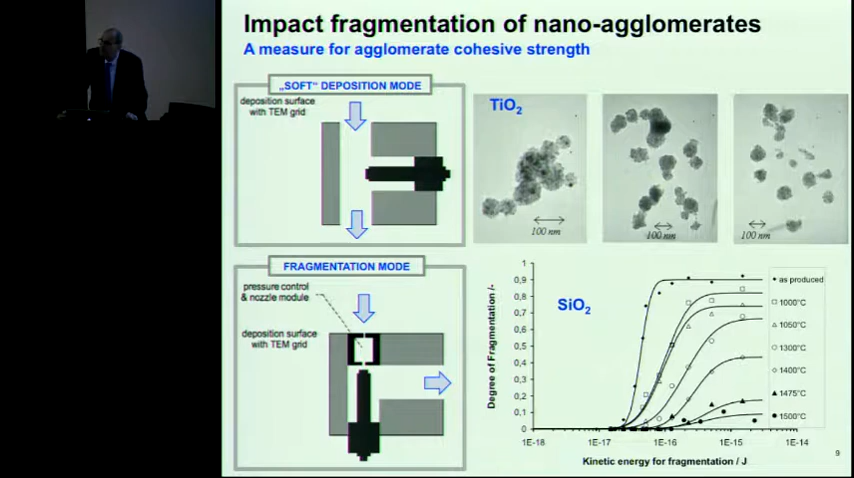 Impact fragmentation of nano-agglomerates
A measure for agglomerate cohesive strength
„SOFT“ DEPOSITION MODE
deposition surface
with TEM grid
TiO2
100 nm
100 nm
100 nm
FRAGMENTATION MODE
pressure control
& nozzle module
deposition surface
with TEM grid
SiO2
Degree of Fragmentation /-
1
0,9
0,8
0,7
0,6
0,5
0,4
0,3
0,2
0,1
0
1E-18
1E-17
1E-16
1E-15
1E-14
Kinetic energy for fragmentation / J
as produced
1000°C
1050°C
1300°C
1400°C
1475°C
1500°C
9